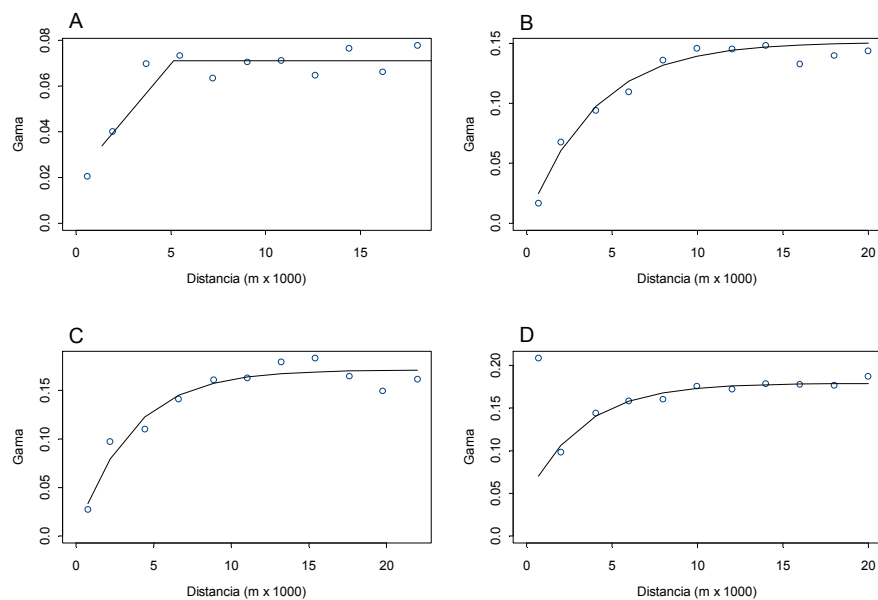 A
Gama
0.0 0.02 0.04 0.06 0.08
0 5 10 15
Distancia (m x 1000)
B
Gama
0.0 0.05 0.10 0.15
0 5 10 15 20
Distancia (m x 1000)
C
Gama
0.0 0.05 0.10 0.15
0 5 10 15 20
Distancia (m x 1000)
D
Gama
0.0 0.05 0.10 0.15 0.20
0 5 10 15 20
Distancia (m x 1000)